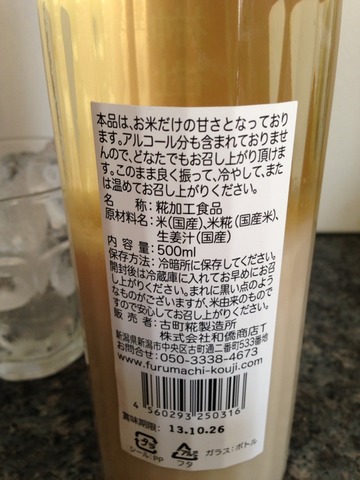 本品は、お米だけの甘さとなっており
ます。アルコール分も含まれておりませ
んので、どなたでもお召し上がり頂けま
す。このまま良く振って、冷やして、また
は温めてお召し上がりください。
名 称：糀加工食品
原材料名：米（国産）、米糀（国産米）、
生姜汁（国産）
内容量：500ml
保存方法：冷暗所に保存してください。
開封後は冷蔵庫に入れてお早めにお召
し上がりください。まれに黒い点のよう
なものがございますが、米由来のもので
すので安心してお召し上がりください。
販売者：古町糀製造所
株式会社和僑商店T
新潟県新潟市中央区古町通二番町533番地
お問合せ：050-3338-4673
www.furumachi-kouji.com
4 560293 250316
賞味期限 13.10.26
フタ
シール：PP
アルミ
フタ
ガラス：ボトル